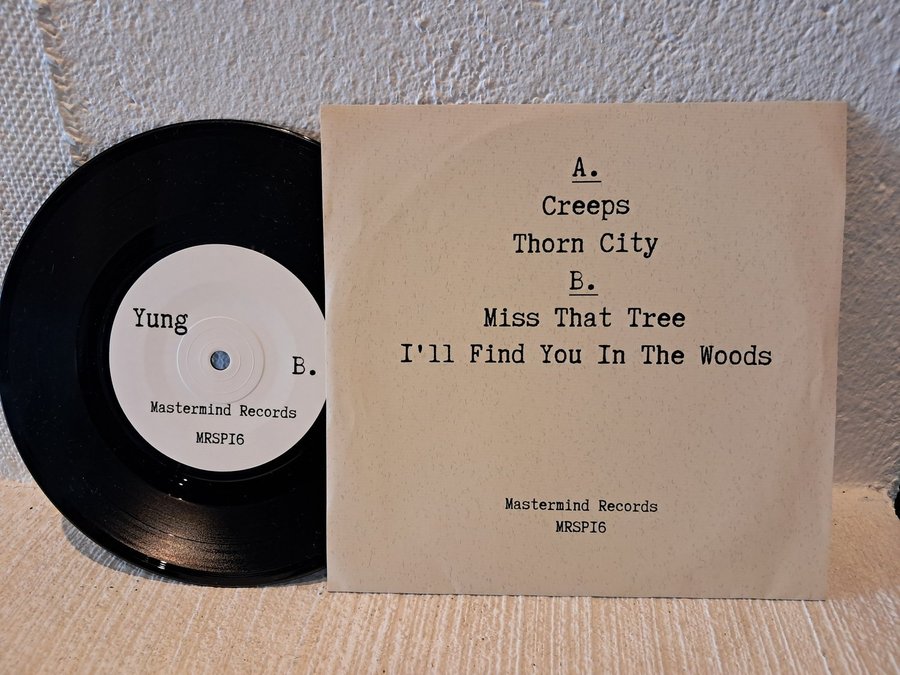 Yung
B.
Mastermind Records
MRSPI6
A.
Creeps
Thorn City
B.
Miss That Tree
I'll Find You In The Woods
Mastermind Records
MRSPI6